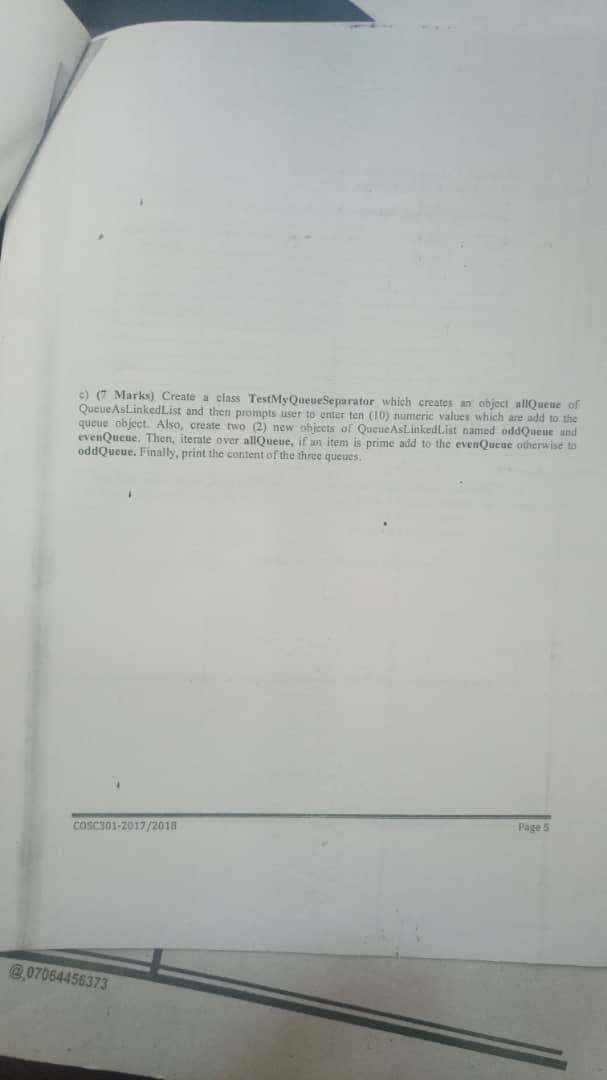 c) (7 Marks) Create a class TestMyQueueSeparator which creates an object allQueue of
QueueAsLinkedList and then prompts user to enter ten (10) numeric values which are add to the
queue object. Also, create two (2) new objects of QueueAsLinkedList named oddQueue and
evenQueue. Then, iterate over allQueue, if an item is prime add to the evenQueue otherwise to
oddQueue. Finally, print the content of the three queues.
COSC301-2017/2018
Page 5
@,07064456373